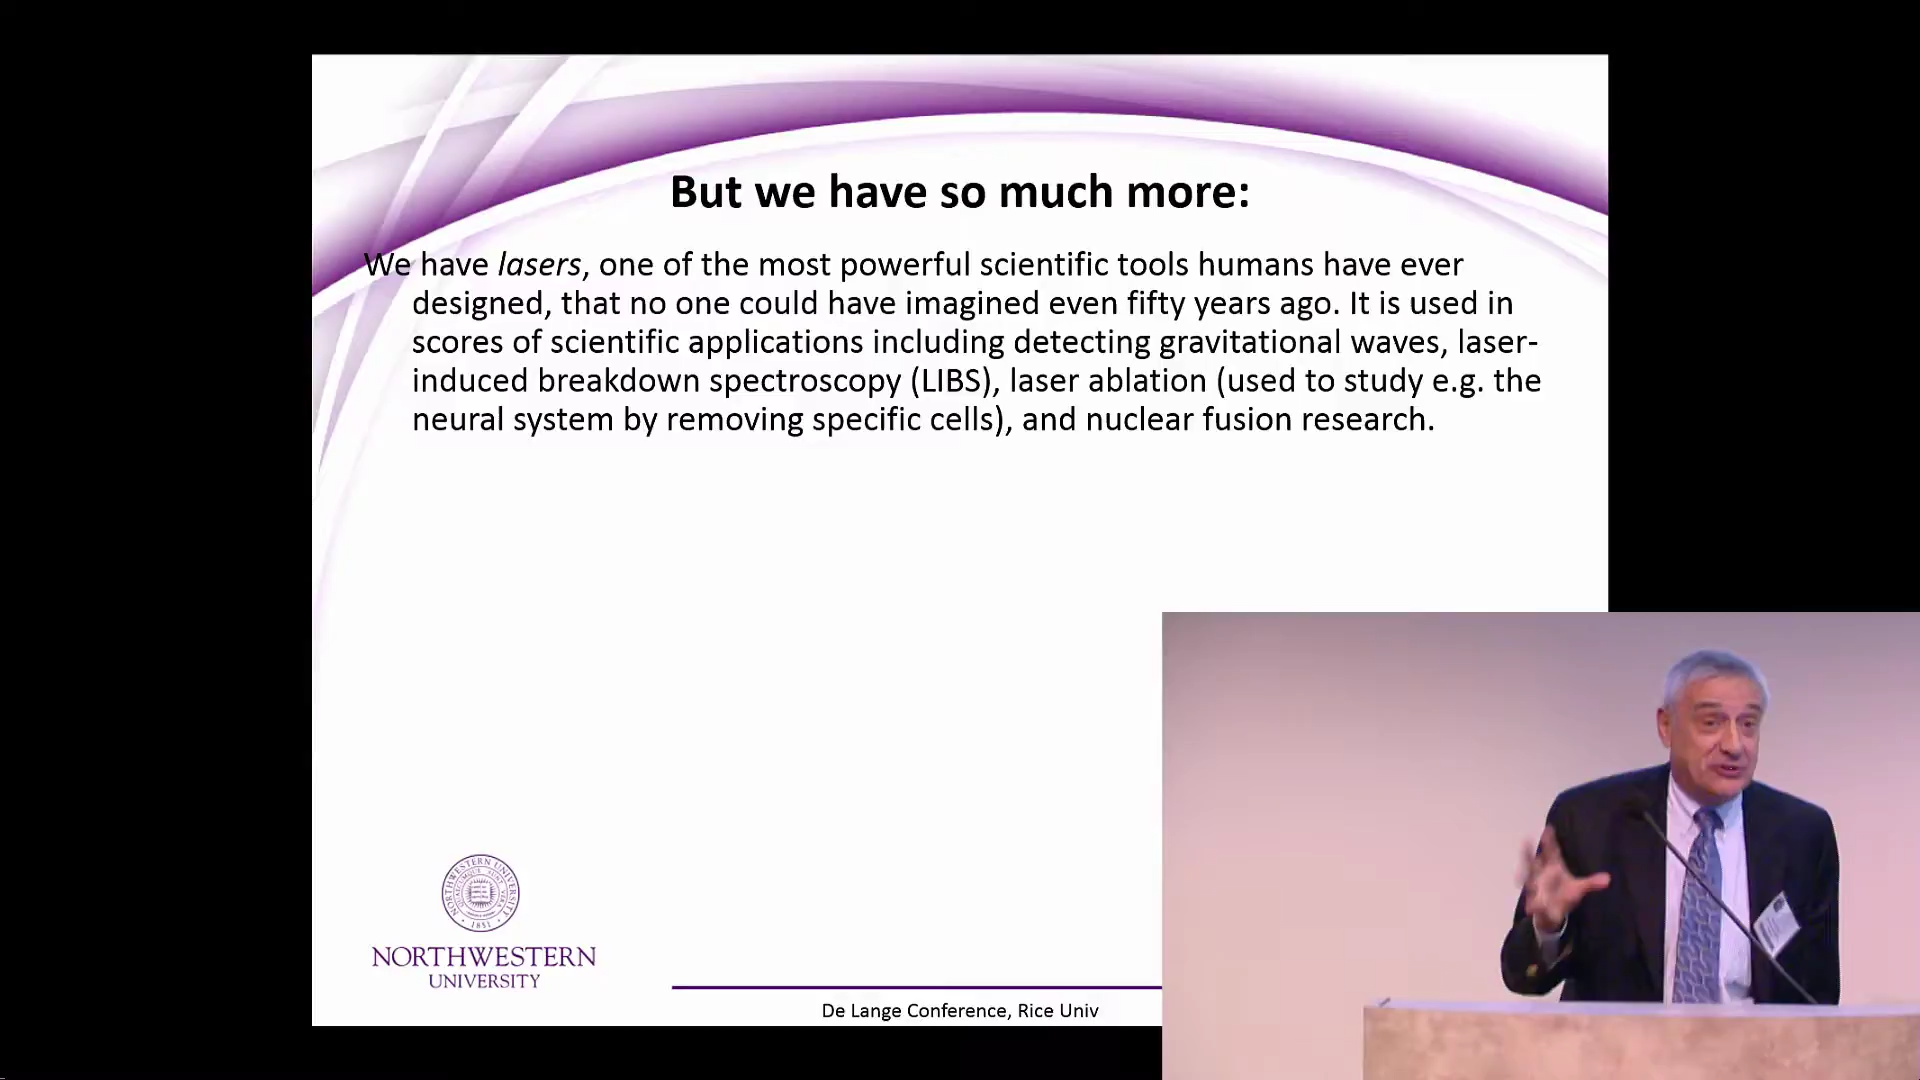 But we have so much more:
We have lasers, one of the most powerful scientific tools humans have ever
designed, that no one could have imagined even fifty years ago. It is used in
scores of scientific applications including detecting gravitational waves, laser-
induced breakdown spectroscopy (LIBS), laser ablation (used to study e.g. the
neural system by removing specific cells), and nuclear fusion research.
NORTHWESTERN UNIVERSITY
1851
NORTHWESTERN
UNIVERSITY
De Lange Conference, Rice Univ